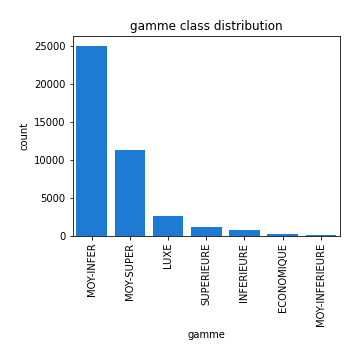 gamme class distribution
25000
20000
15000
10000
5000
0
count
MOY-INFER
MOY-SUPER
LUXE
SUPERIEURE
INFERIEURE
ECONOMIQUE
MOY-INFERIEURE
gamme